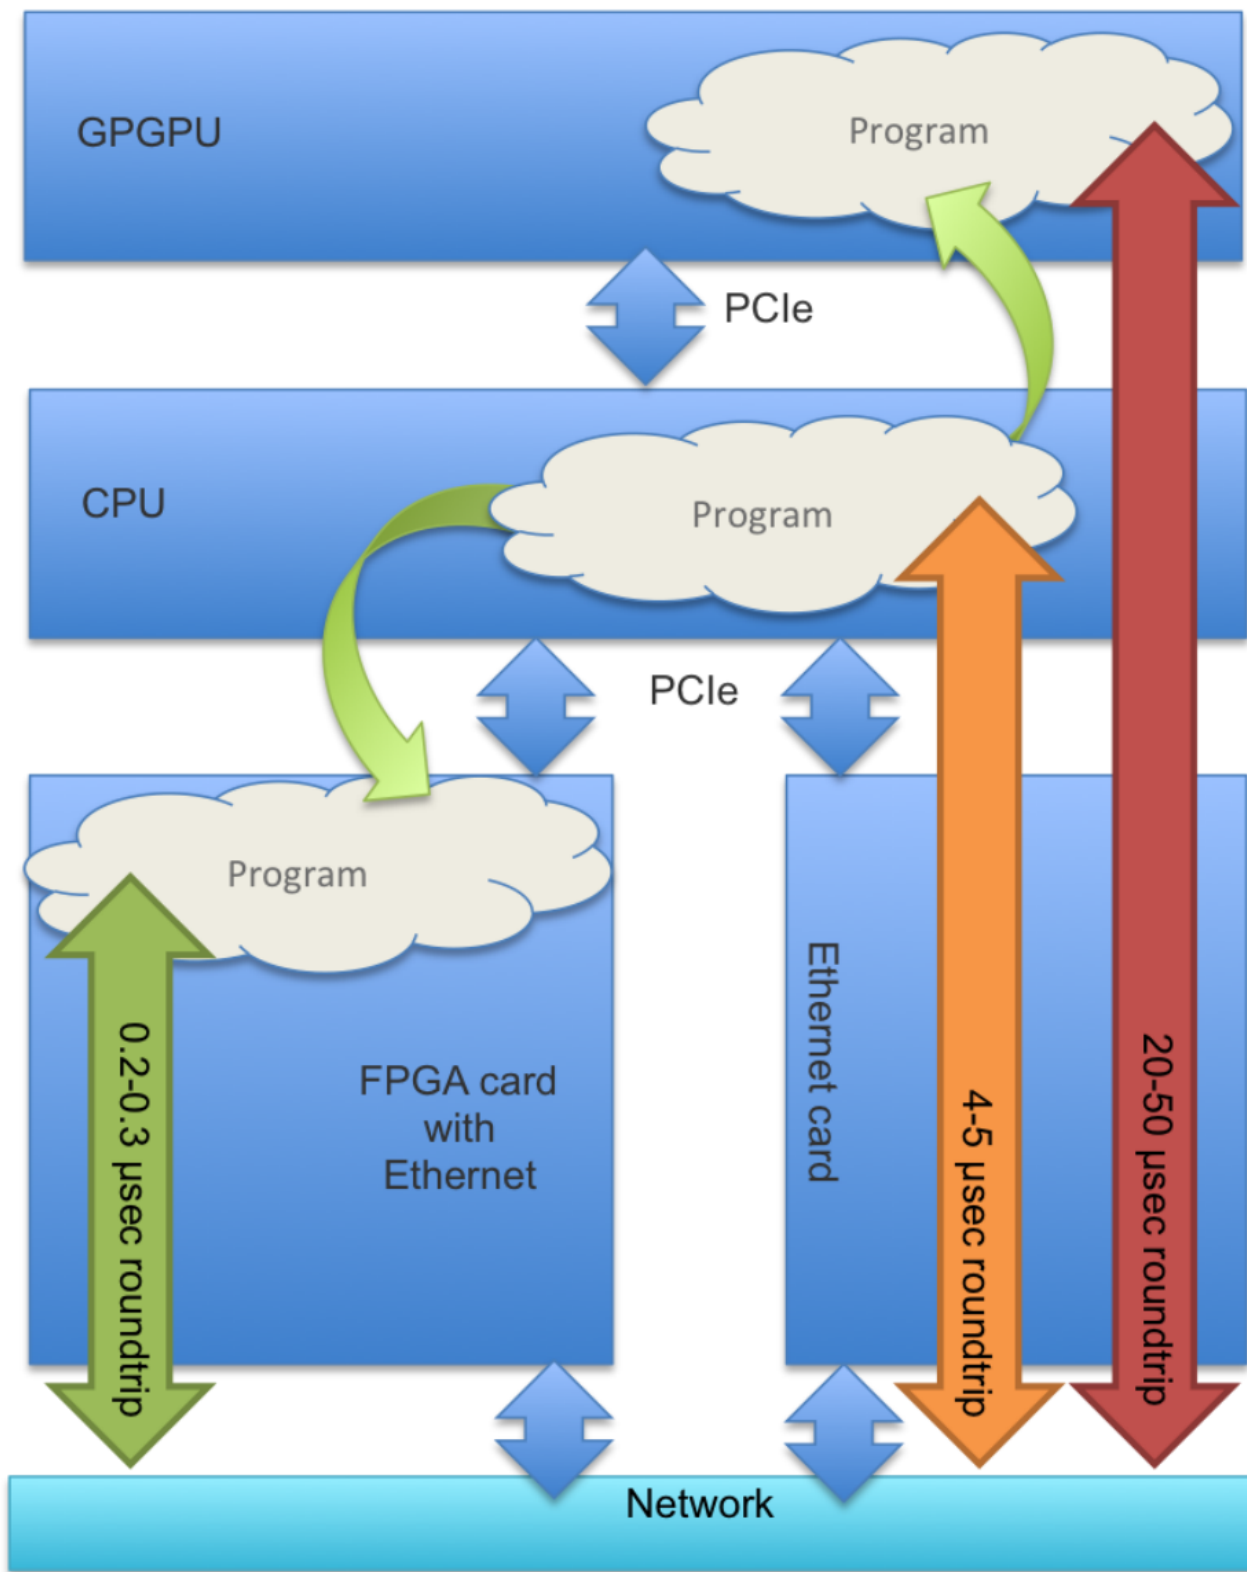 GPGPU
Program
PCIe
CPU
Program
PCIe
Program
FPGA card
with
Ethernet
Ethernet card
0.2-0.3 µsec roundtrip
4-5 µsec roundtrip
20-50 µsec roundtrip
Network